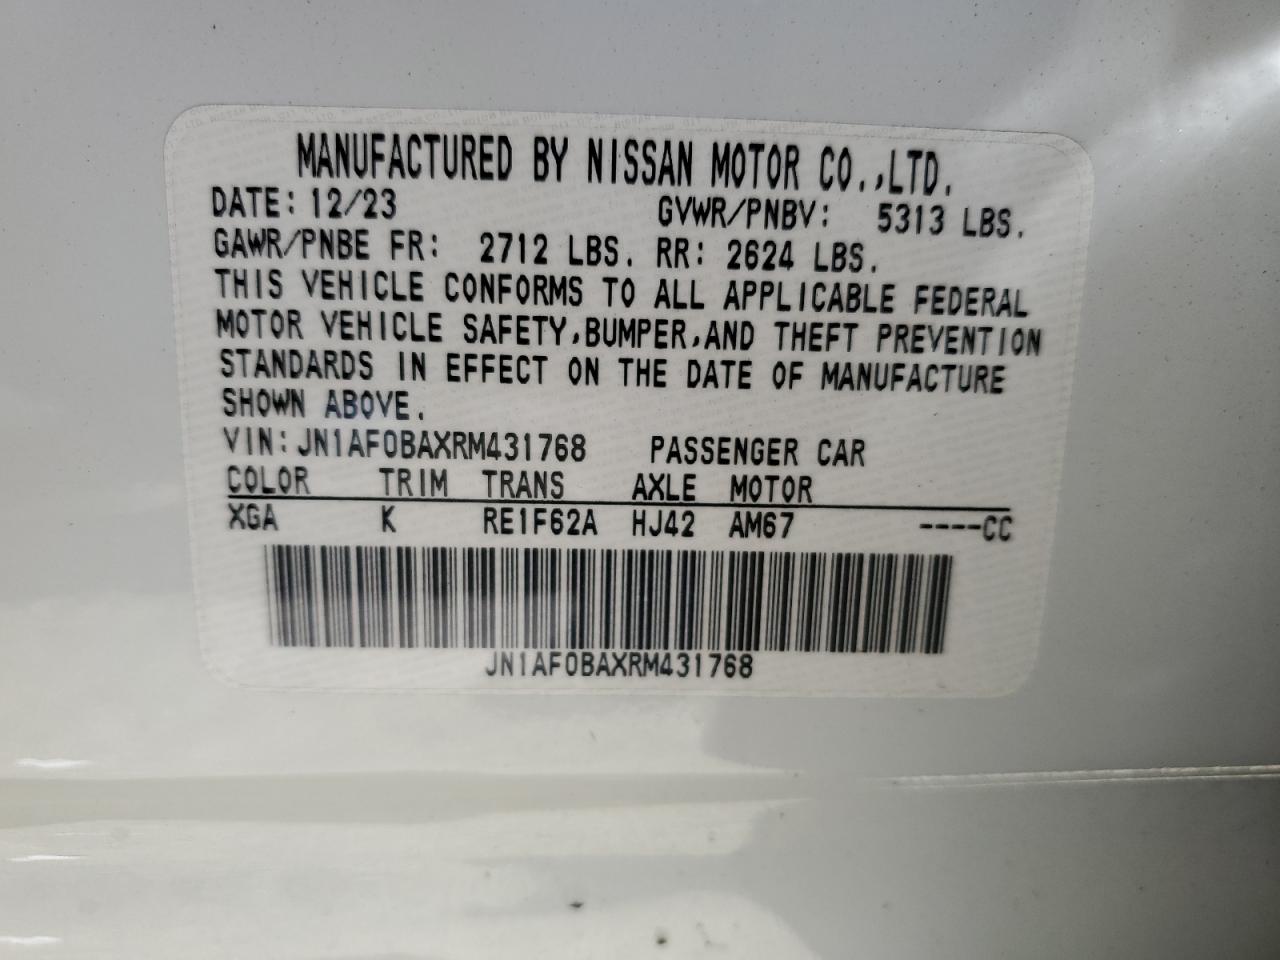 MANUFACTURED BY NISSAN MOTOR CO.,LTD.
DATE: 12/23 GVWR/PNBV: 5313 LBS.
GAWR/PNBE FR: 2712 LBS. RR: 2624 LBS.
THIS VEHICLE CONFORMS TO ALL APPLICABLE FEDERAL
MOTOR VEHICLE SAFETY,BUMPER,AND THEFT PREVENTION
STANDARDS IN EFFECT ON THE DATE OF MANUFACTURE
SHOWN ABOVE.
VIN: JN1AF0BAXRM431768 PASSENGER CAR
COLOR TRIM TRANS AXLE MOTOR
XGA K RE1F62A HJ42 AM67 ----CC
JN1AF0BAXRM431768